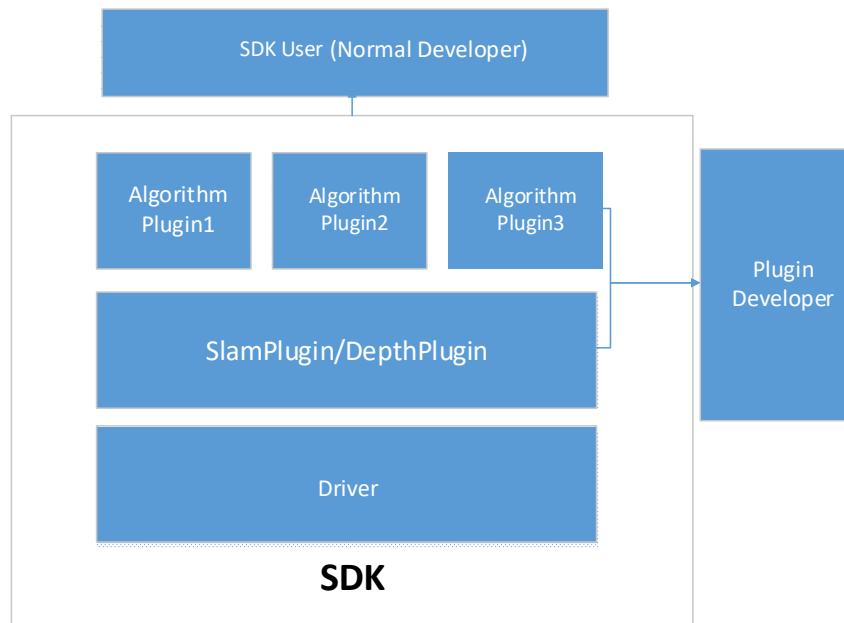 SDK User (Normal Developer)
Algorithm
Plugin1
Algorithm
Plugin2
Algorithm
Plugin3
Plugin
Developer
SlamPlugin/DepthPlugin
Driver
SDK